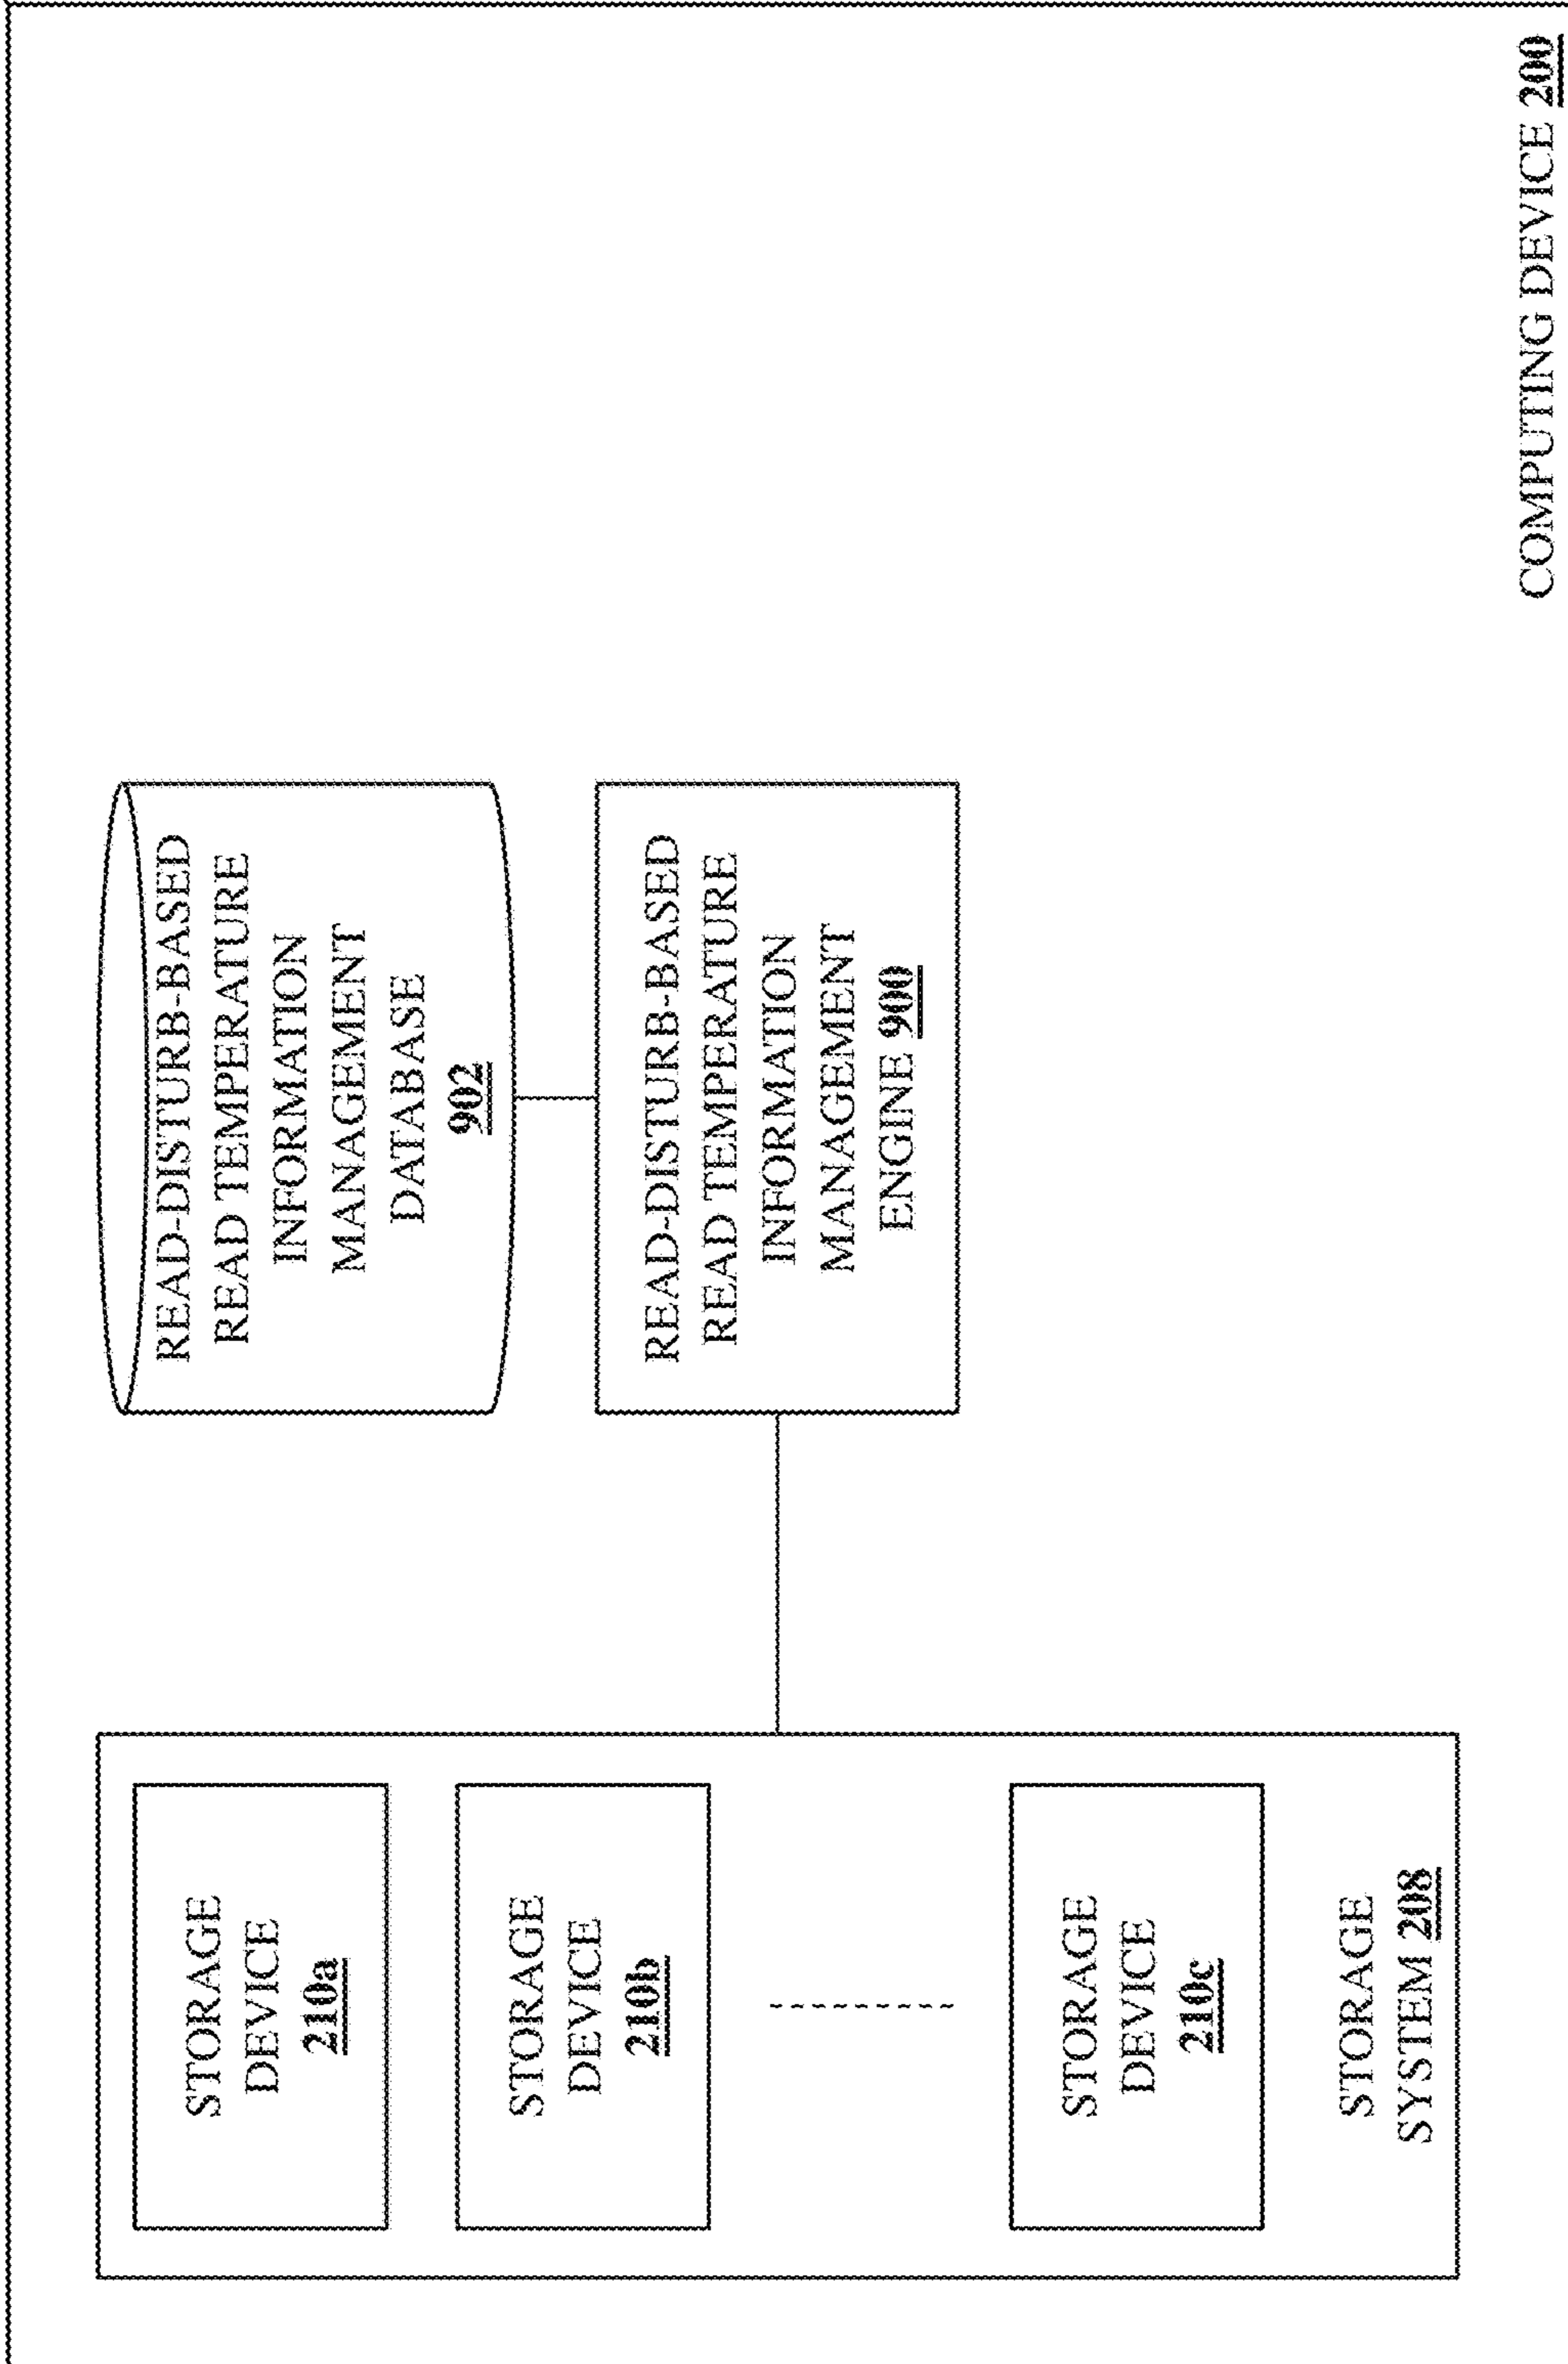 STORAGE
DEVICE
210a
STORAGE
DEVICE
210b
STORAGE
DEVICE
210c
STORAGE
SYSTEM 208
READ-DISTURB-BASED
READ TEMPERATURE
INFORMATION
MANAGEMENT
DATABASE
902
READ-DISTURB-BASED
READ TEMPERATURE
INFORMATION
MANAGEMENT
ENGINE 900
COMPUTING DEVICE 200